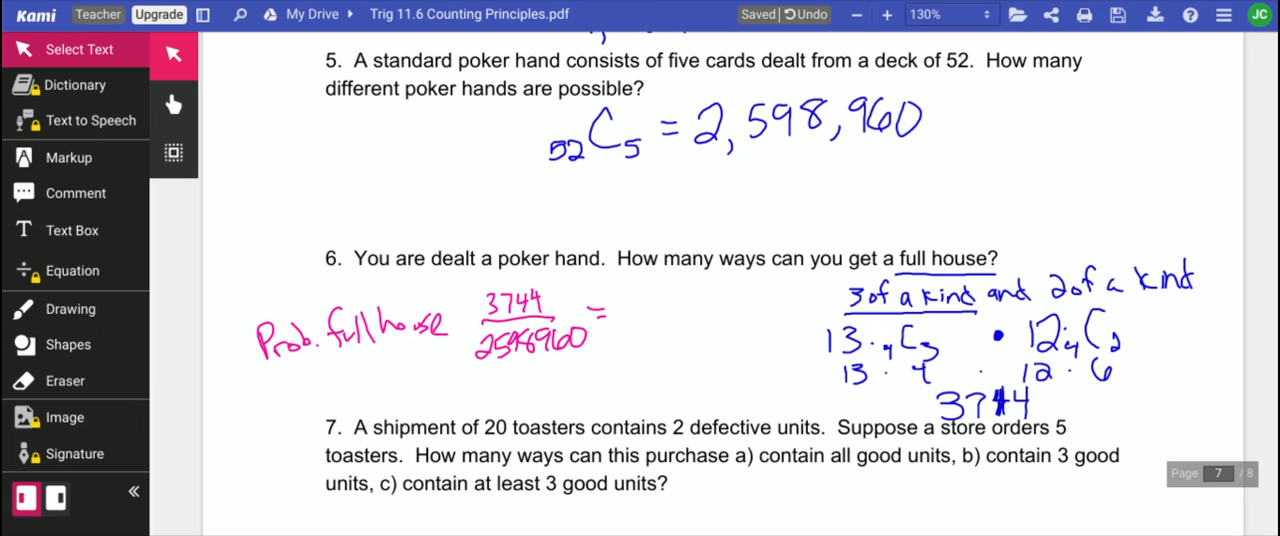 Kami Teacher Upgrade My Drive Trig 11.6 Counting Principles.pdf Saved Undo 130% JC
Select Text
Dictionary
Text to Speech
Markup
Comment
Text Box
Equation
Drawing
Shapes
Eraser
Image
Signature
5. A standard poker hand consists of five cards dealt from a deck of 52. How many
different poker hands are possible?
52C5 = 2,598,960
6. You are dealt a poker hand. How many ways can you get a full house?
3 of a kind and 2 of a kind
Prob. full house 3744/2598960 =
13 · 4C3 · 12 · 4C2
13 · 4 · 12 · 6
3744
7. A shipment of 20 toasters contains 2 defective units. Suppose a store orders 5
toasters. How many ways can this purchase a) contain all good units, b) contain 3 good
units, c) contain at least 3 good units?
Page 7 / 8